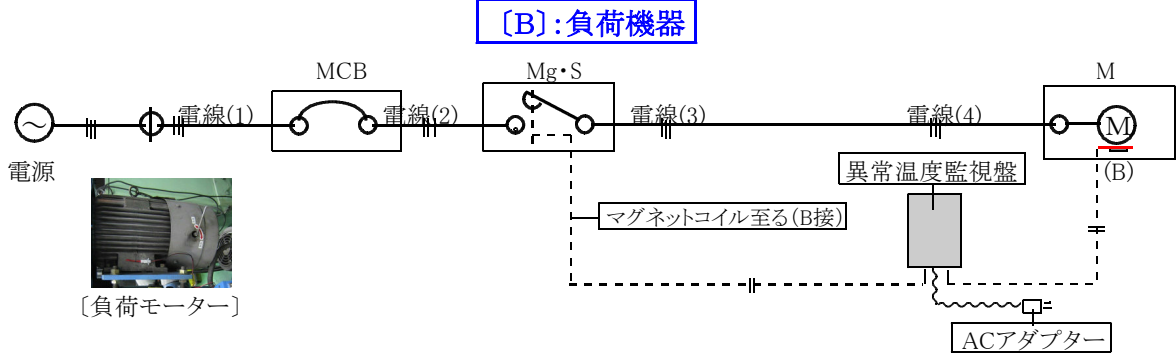 〔B〕:負荷機器
MCB
Mg・S
M
電線(1)
電線(2)
電線(3)
電線(4)
～
M
電源
(B)
異常温度監視盤
マグネットコイル至る(B接)
〔負荷モーター〕
ACアダプター